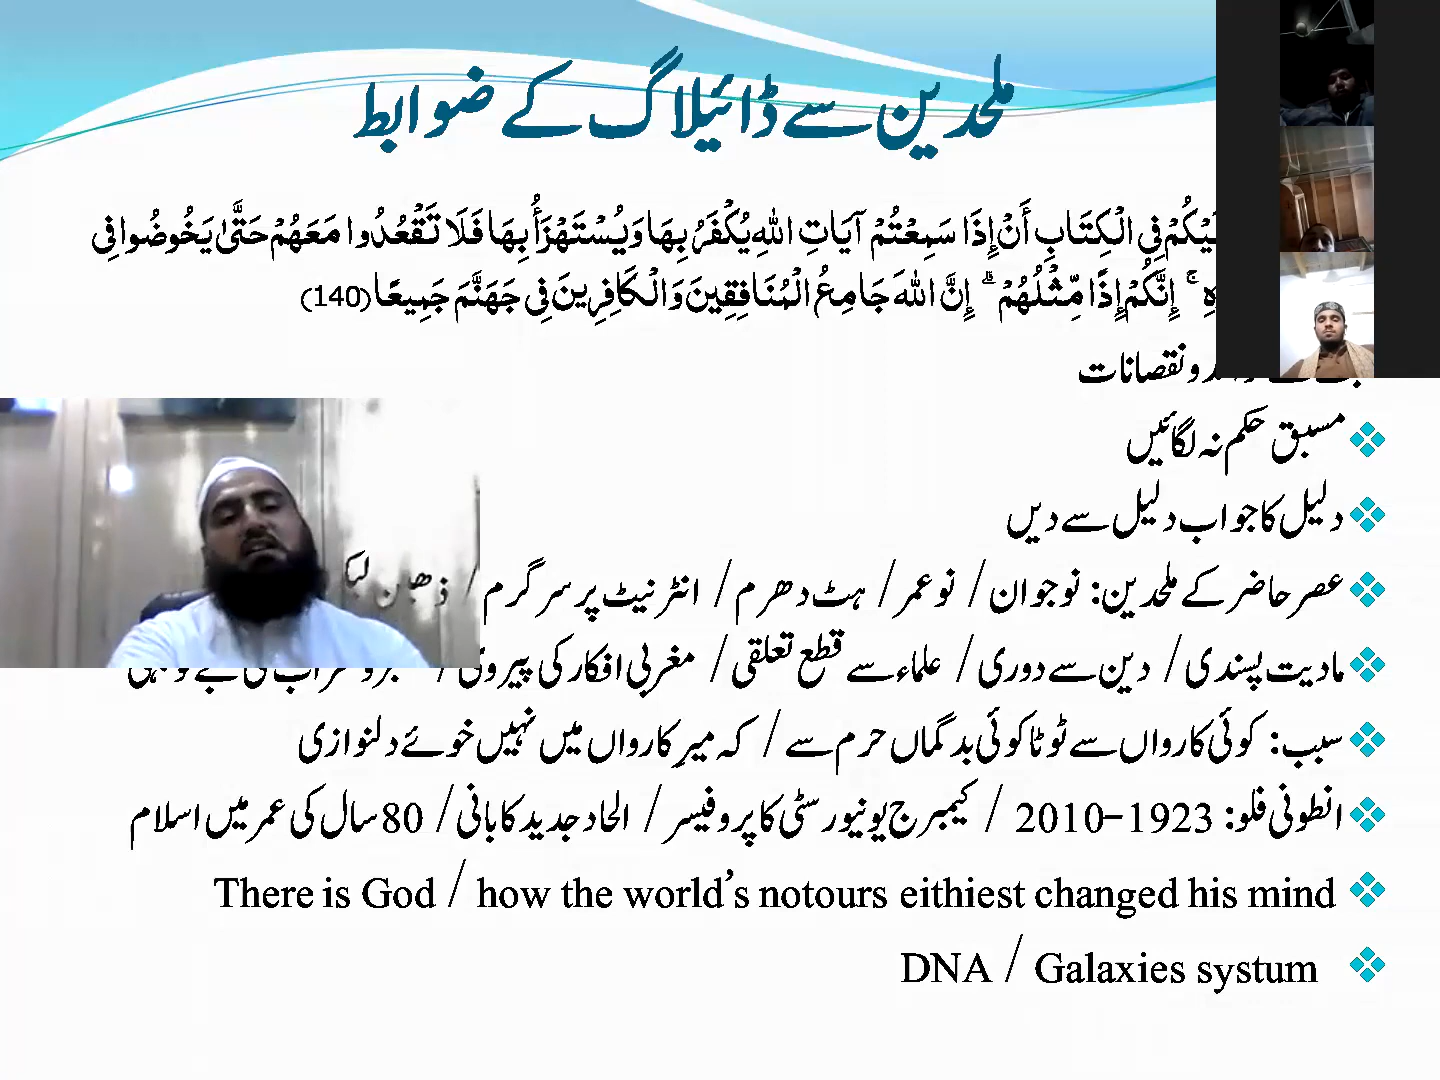 ملحدین سے ڈائیلاگ کے ضوابط
فِي الْكِتَابِ أَنْ إِذَا سَمِعْتُمْ آيَاتِ اللهِ يُكْفَرُ بِهَا وَيُسْتَهْزَأُ بِهَا فَلَا تَقْعُدُوا مَعَهُمْ حَتَّىٰ يَخُوضُوا فِي
إِنَّكُمْ إِذًا مِّثْلُهُمْ ۗ إِنَّ اللهَ جَامِعُ الْمُنَافِقِينَ وَالْكَافِرِينَ فِي جَهَنَّمَ جَمِيعًا (140)
ونقصانات
مسبق حکم نہ لگائیں
دلیل کا جواب دلیل سے دیں
عصر حاضر کے ملحدین: نوجوان / نوعمر / ہٹ دھرم / انٹرنیٹ پر سرگرم /
مادیت پسندی / دین سے دوری / علماء سے قطع تعلقی / مغربی افکار کی پیروی /
سبب: کوئی کارواں سے ٹوٹا کوئی بدگماں حرم سے / کہ میرِ کارواں میں نہیں خوئے دلنوازی
انطونی فلو: 1923-2010 / کیمبرج یونیورسٹی کا پروفیسر / الحاد جدید کا بانی / 80 سال کی عمر میں اسلام
There is God / how the world’s notours eithiest changed his mind
DNA / Galaxies systum